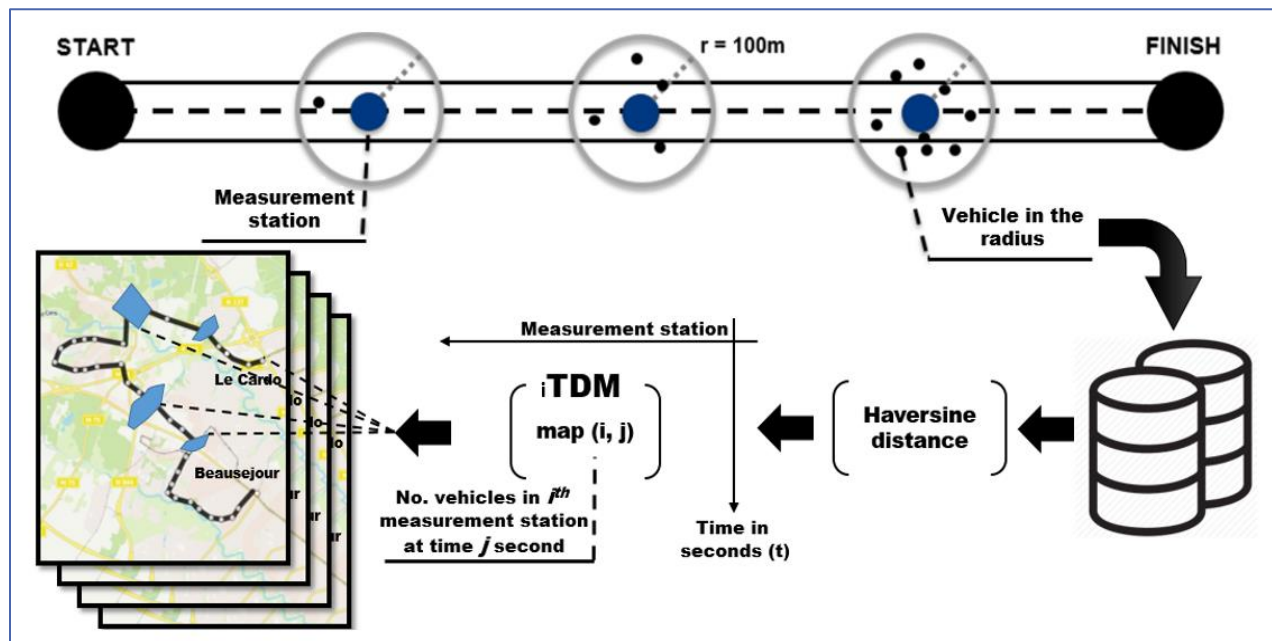 START
r = 100m
FINISH
Measurement
station
Vehicle in the
radius
Measurement station
Le Cardo
Beausejour
iTDM
map (i, j)
Haversine
distance
No. vehicles in iᵗʰ
measurement station
at time j second
Time in
seconds (t)